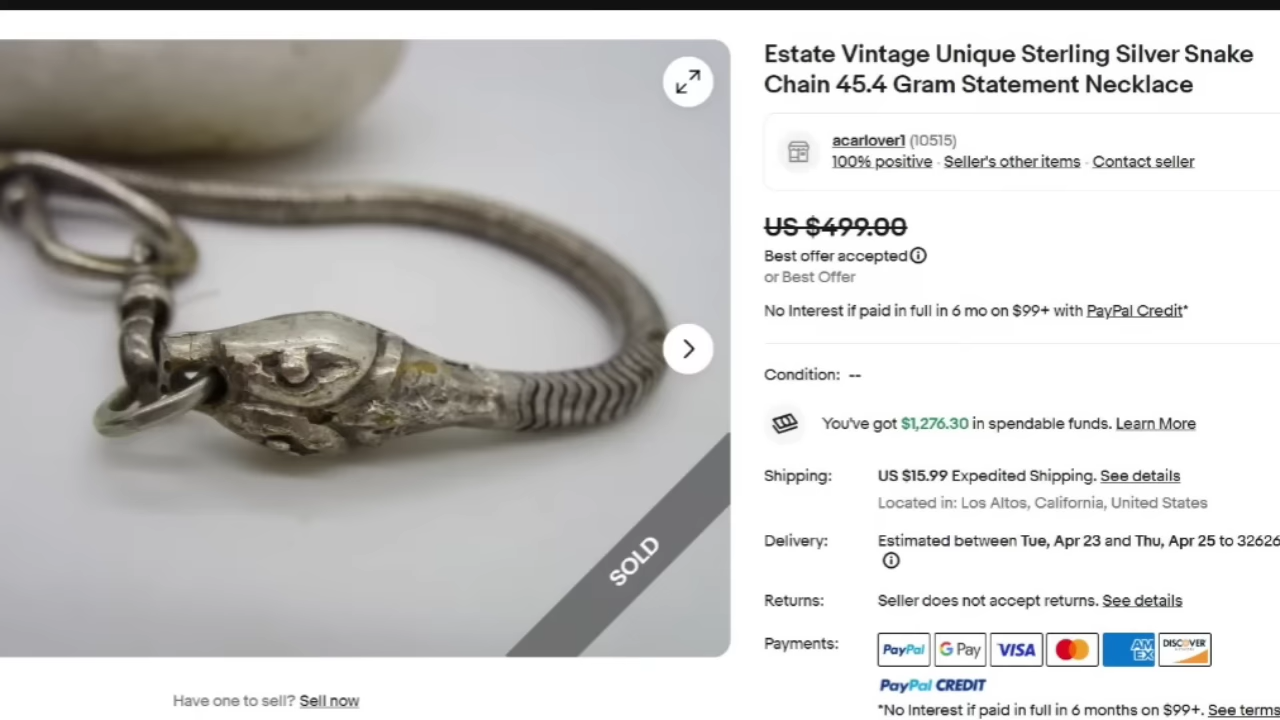 Estate Vintage Unique Sterling Silver Snake
Chain 45.4 Gram Statement Necklace
acarlover1 (10515)
100% positive · Seller's other items · Contact seller
US $499.00
Best offer accepted
or Best Offer
No Interest if paid in full in 6 mo on $99+ with PayPal Credit*
Condition: --
You've got $1,276.30 in spendable funds. Learn More
Shipping: US $15.99 Expedited Shipping. See details
Located in: Los Altos, California, United States
Delivery: Estimated between Tue, Apr 23 and Thu, Apr 25 to 32626
Returns: Seller does not accept returns. See details
Payments: PayPal G Pay VISA AM EX DISCOVER
PayPal CREDIT
*No Interest if paid in full in 6 months on $99+. See terms
SOLD
Have one to sell? Sell now